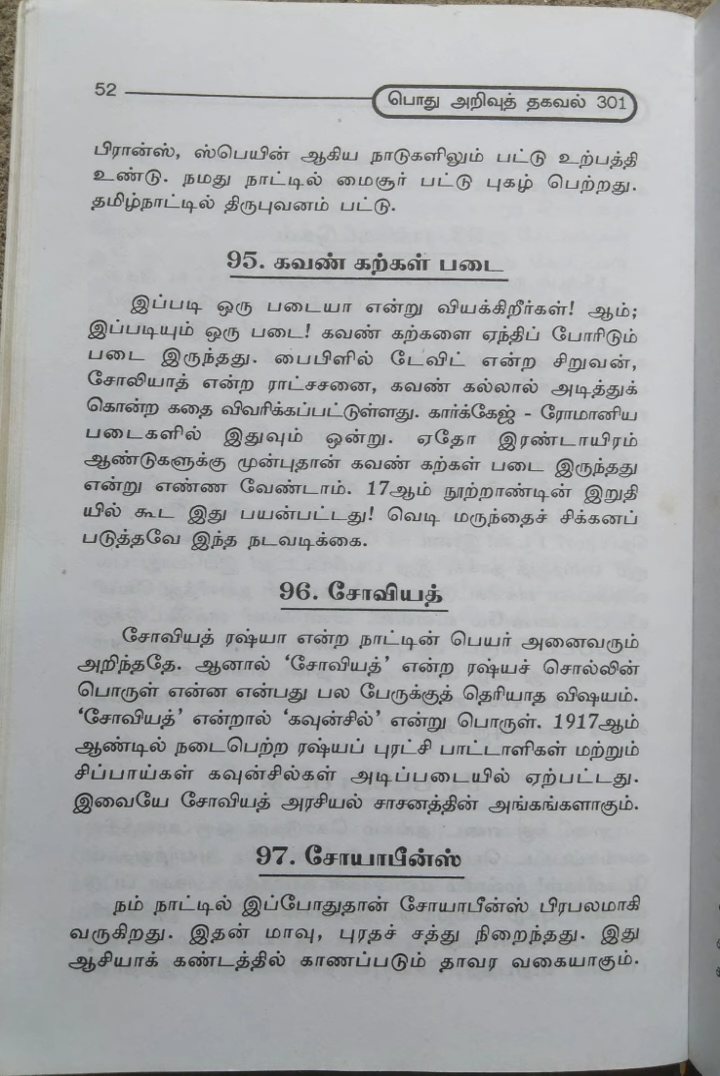 52
பொது அறிவுத் தகவல் 301
பிரான்ஸ், ஸ்பெயின் ஆகிய நாடுகளிலும் பட்டு உற்பத்தி
உண்டு. நமது நாட்டில் மைசூர் பட்டு புகழ் பெற்றது.
தமிழ்நாட்டில் திருபுவனம் பட்டு.
95. கவண் கற்கள் படை
இப்படி ஒரு படையா என்று வியக்கிறீர்கள்! ஆம்;
இப்படியும் ஒரு படை! கவண் கற்களை ஏந்திப் போரிடும்
படை இருந்தது. பைபிளில் டேவிட் என்ற சிறுவன்,
சோலியாத் என்ற ராட்சசனை, கவண் கல்லால் அடித்துக்
கொன்ற கதை விவரிக்கப்பட்டுள்ளது. கார்க்கேஜ் - ரோமானிய
படைகளில் இதுவும் ஒன்று. ஏதோ இரண்டாயிரம்
ஆண்டுகளுக்கு முன்புதான் கவண் கற்கள் படை இருந்தது
என்று எண்ண வேண்டாம். 17ஆம் நூற்றாண்டின் இறுதி
யில் கூட இது பயன்பட்டது! வெடி மருந்தைச் சிக்கனப்
படுத்தவே இந்த நடவடிக்கை.
96. சோவியத்
சோவியத் ரஷ்யா என்ற நாட்டின் பெயர் அனைவரும்
அறிந்ததே. ஆனால் ‘சோவியத்’ என்ற ரஷ்யச் சொல்லின்
பொருள் என்ன என்பது பல பேருக்குத் தெரியாத விஷயம்.
‘சோவியத்’ என்றால் ‘கவுன்சில்’ என்று பொருள். 1917ஆம்
ஆண்டில் நடைபெற்ற ரஷ்யப் புரட்சி பாட்டாளிகள் மற்றும்
சிப்பாய்கள் கவுன்சில்கள் அடிப்படையில் ஏற்பட்டது.
இவையே சோவியத் அரசியல் சாசனத்தின் அங்கங்களாகும்.
97. சோயாபீன்ஸ்
நம் நாட்டில் இப்போதுதான் சோயாபீன்ஸ் பிரபலமாகி
வருகிறது. இதன் மாவு, புரதச் சத்து நிறைந்தது. இது
ஆசியாக் கண்டத்தில் காணப்படும் தாவர வகையாகும்.